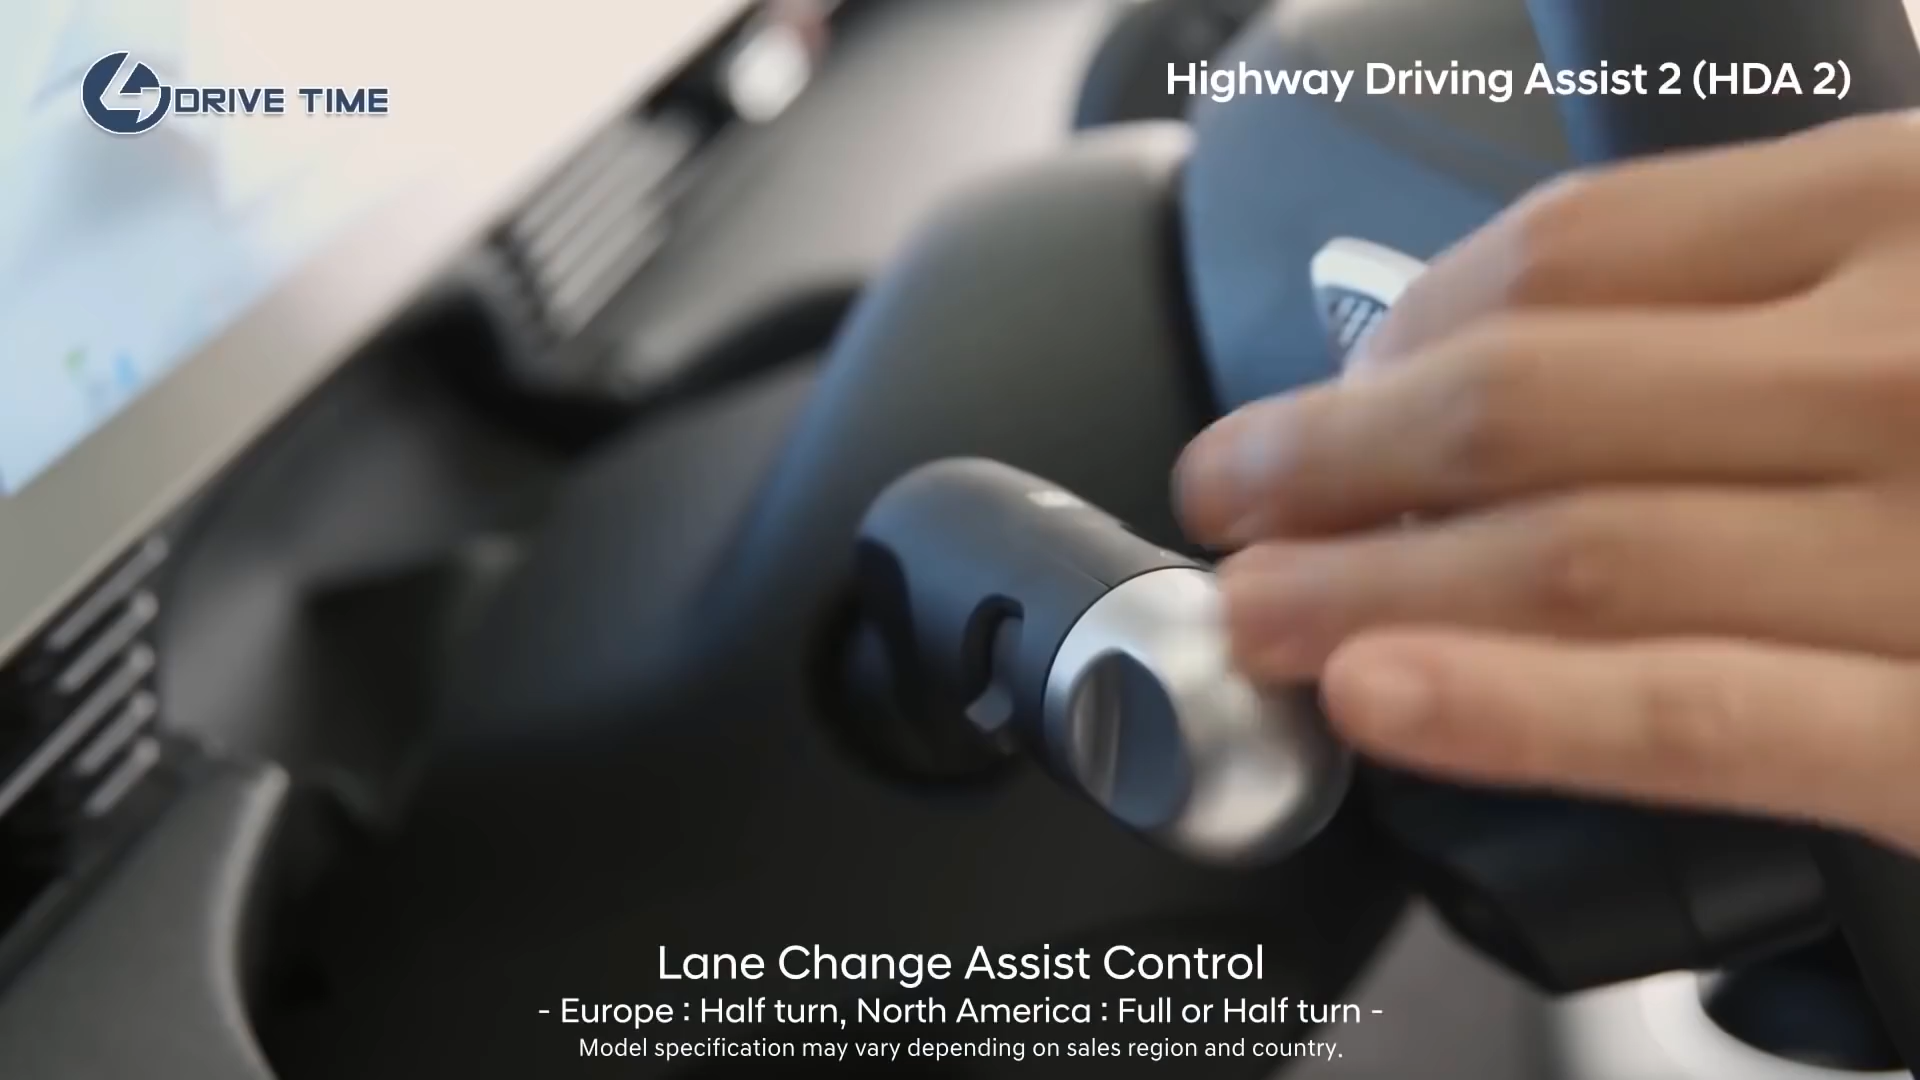 DRIVE TIME
Highway Driving Assist 2 (HDA 2)
Lane Change Assist Control
- Europe : Half turn, North America : Full or Half turn -
Model specification may vary depending on sales region and country.